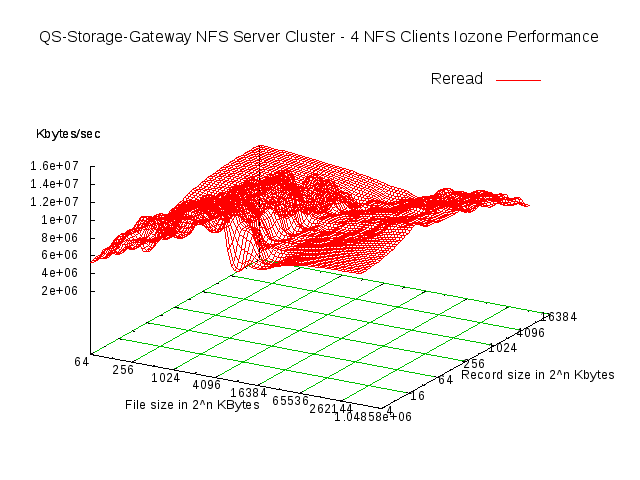 QS-Storage-Gateway NFS Server Cluster - 4 NFS Clients Iozone Performance
Reread
Kbytes/sec
1.6e+07
1.4e+07
1.2e+07
1e+07
8e+06
6e+06
4e+06
2e+06
64
256
1024
4096
16384
65536
262144
1.04858e+06
File size in 2^n KBytes
4
16
64
256
1024
4096
16384
Record size in 2^n Kbytes